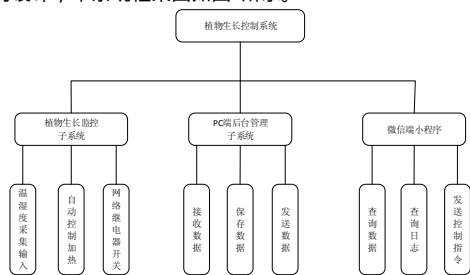 植物生长控制系统
植物生长监控
子系统
PC端后台管理
子系统
微信端小程序
温湿度采集输入
自动控制加热
网络继电器开关
接收数据
保存数据
发送数据
查询数据
查询日志
发送控制指令